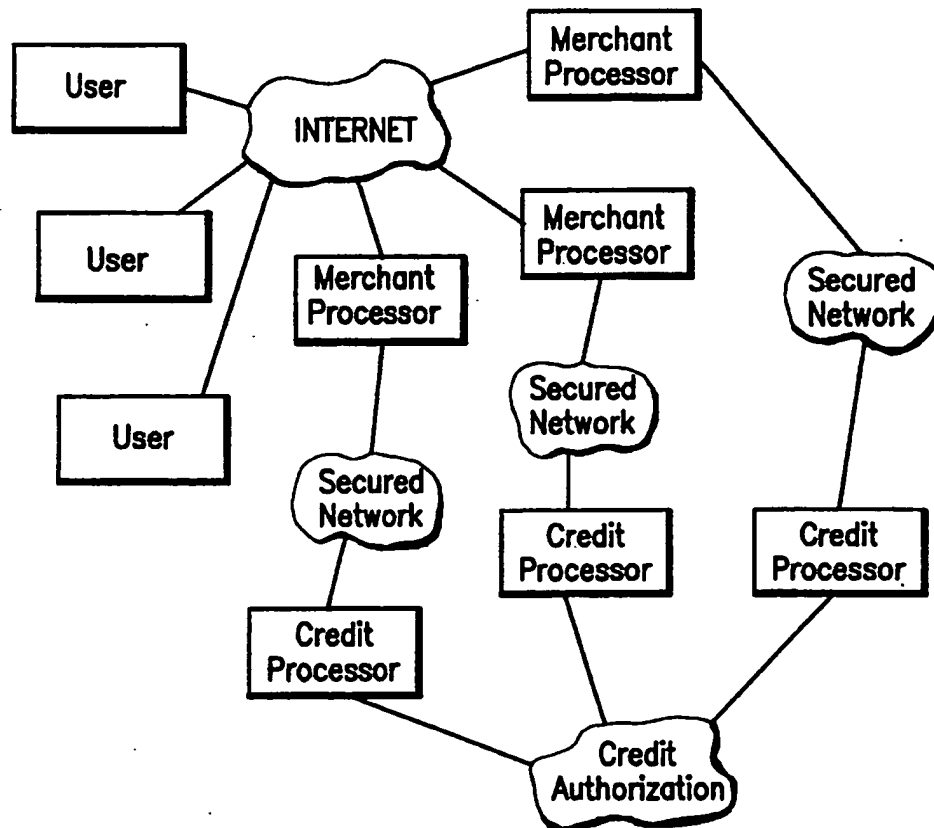 User
INTERNET
Merchant
Processor
User
Merchant
Processor
Merchant
Processor
Secured
Network
User
Secured
Network
Secured
Network
Credit
Processor
Credit
Processor
Credit
Processor
Credit
Authorization